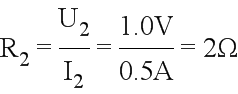 R₂ = U₂/I₂ = 1.0V/0.5A = 2Ω